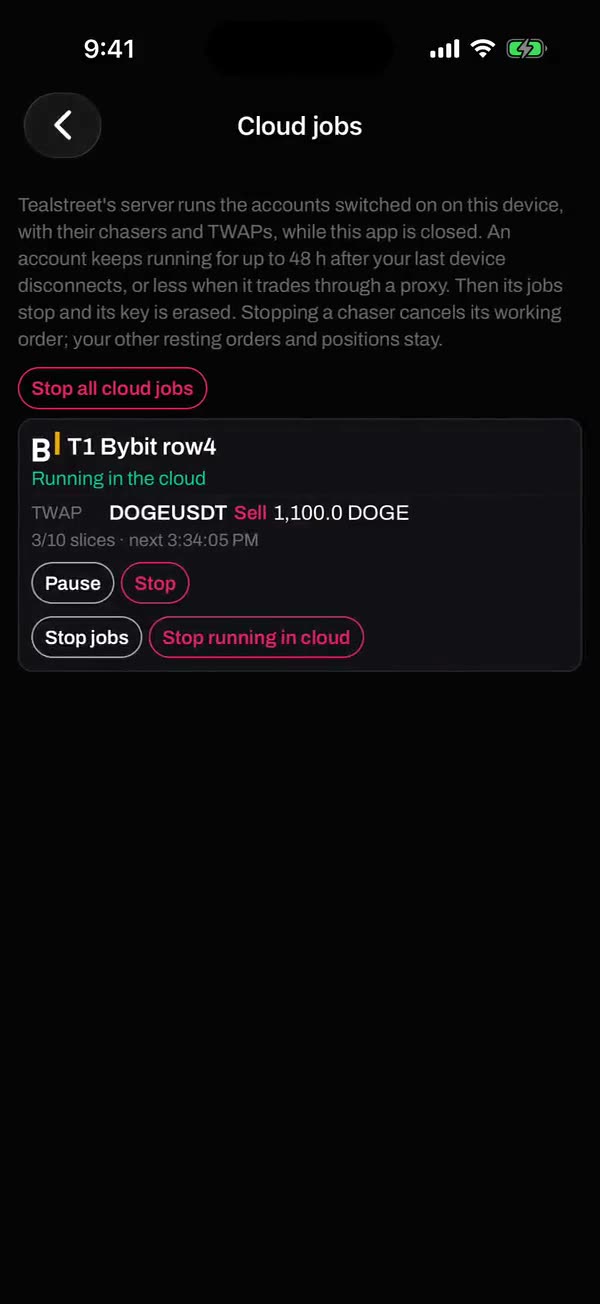 9:41
Cloud jobs
Tealstreet's server runs the accounts switched on on this device,
with their chasers and TWAPs, while this app is closed. An
account keeps running for up to 48 h after your last device
disconnects, or less when it trades through a proxy. Then its jobs
stop and its key is erased. Stopping a chaser cancels its working
order; your other resting orders and positions stay.
Stop all cloud jobs
T1 Bybit row4
Running in the cloud
TWAP DOGEUSDT Sell 1,100.0 DOGE
3/10 slices · next 3:34:05 PM
Pause Stop
Stop jobs Stop running in cloud